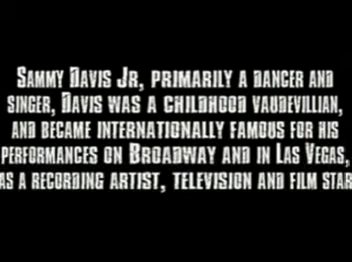 Sammy Davis Jr, primarily a dancer and
singer, Davis was a childhood vaudevillian,
and became internationally famous for his
performances on Broadway and in Las Vegas,
as a recording artist, television and film star